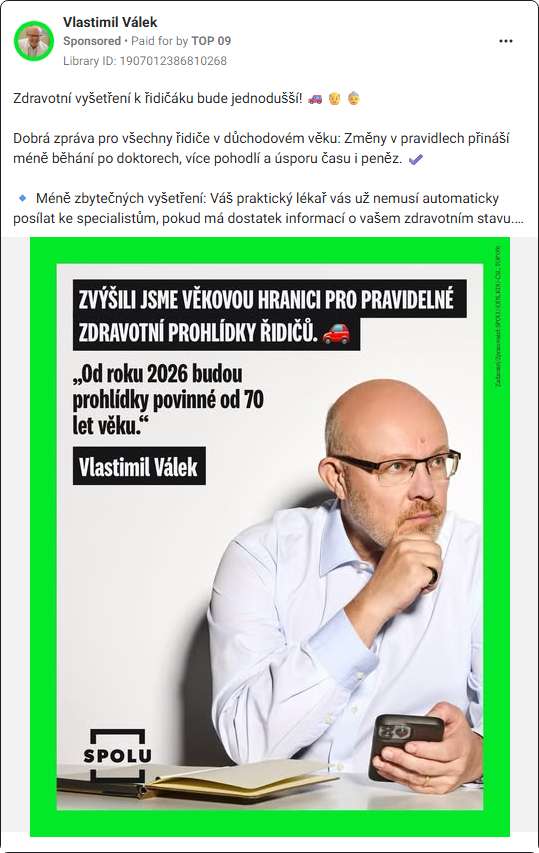 Vlastimil Válek
Sponsored • Paid for by TOP 09
Library ID: 1907012386810268
Zdravotní vyšetření k řidičáku bude jednodušší! 🚗 👴 👵
Dobrá zpráva pro všechny řidiče v důchodovém věku: Změny v pravidlech přináší
méně běhání po doktorech, více pohodlí a úsporu času i peněz. ✔️
🔹 Méně zbytečných vyšetření: Váš praktický lékař vás už nemusí automaticky
posílat ke specialistům, pokud má dostatek informací o vašem zdravotním stavu....
ZVÝŠILI JSME VĚKOVOU HRANICI PRO PRAVIDELNÉ
ZDRAVOTNÍ PROHLÍDKY ŘIDIČŮ. 🚗
„Od roku 2026 budou
prohlídky povinné od 70
let věku.“
Vlastimil Válek
SPOLU